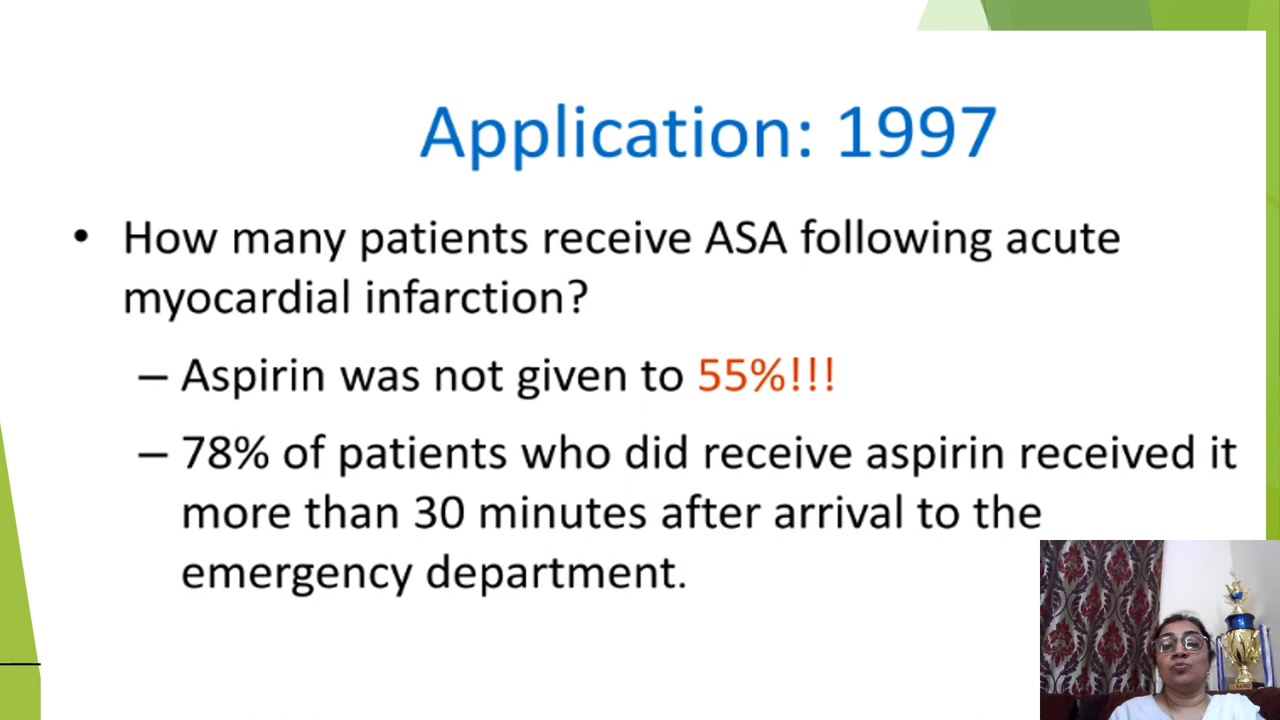 Application: 1997
• How many patients receive ASA following acute
myocardial infarction?
– Aspirin was not given to 55%!!!
– 78% of patients who did receive aspirin received it
more than 30 minutes after arrival to the
emergency department.